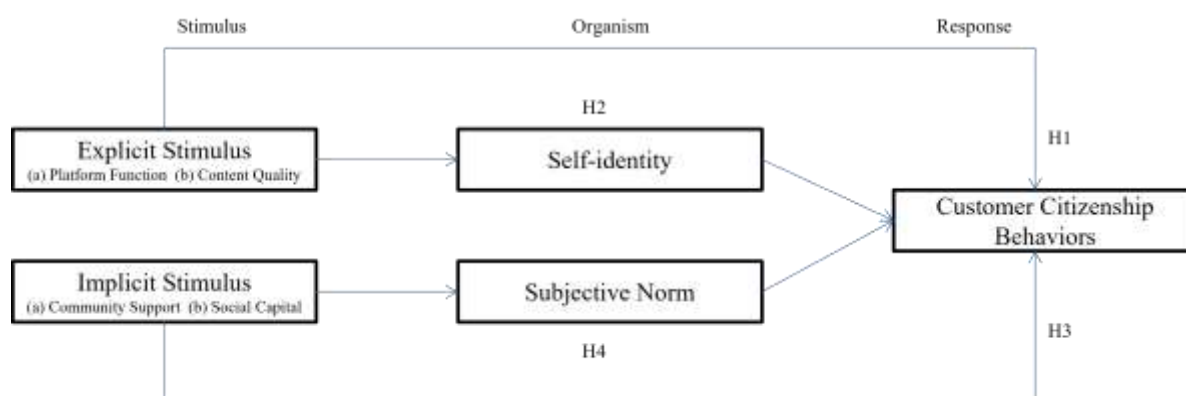 Stimulus
Organism
Response
H2
H1
Explicit Stimulus
(a) Platform Function (b) Content Quality
Self-identity
Customer Citizenship
Behaviors
Implicit Stimulus
(a) Community Support (b) Social Capital
Subjective Norm
H3
H4